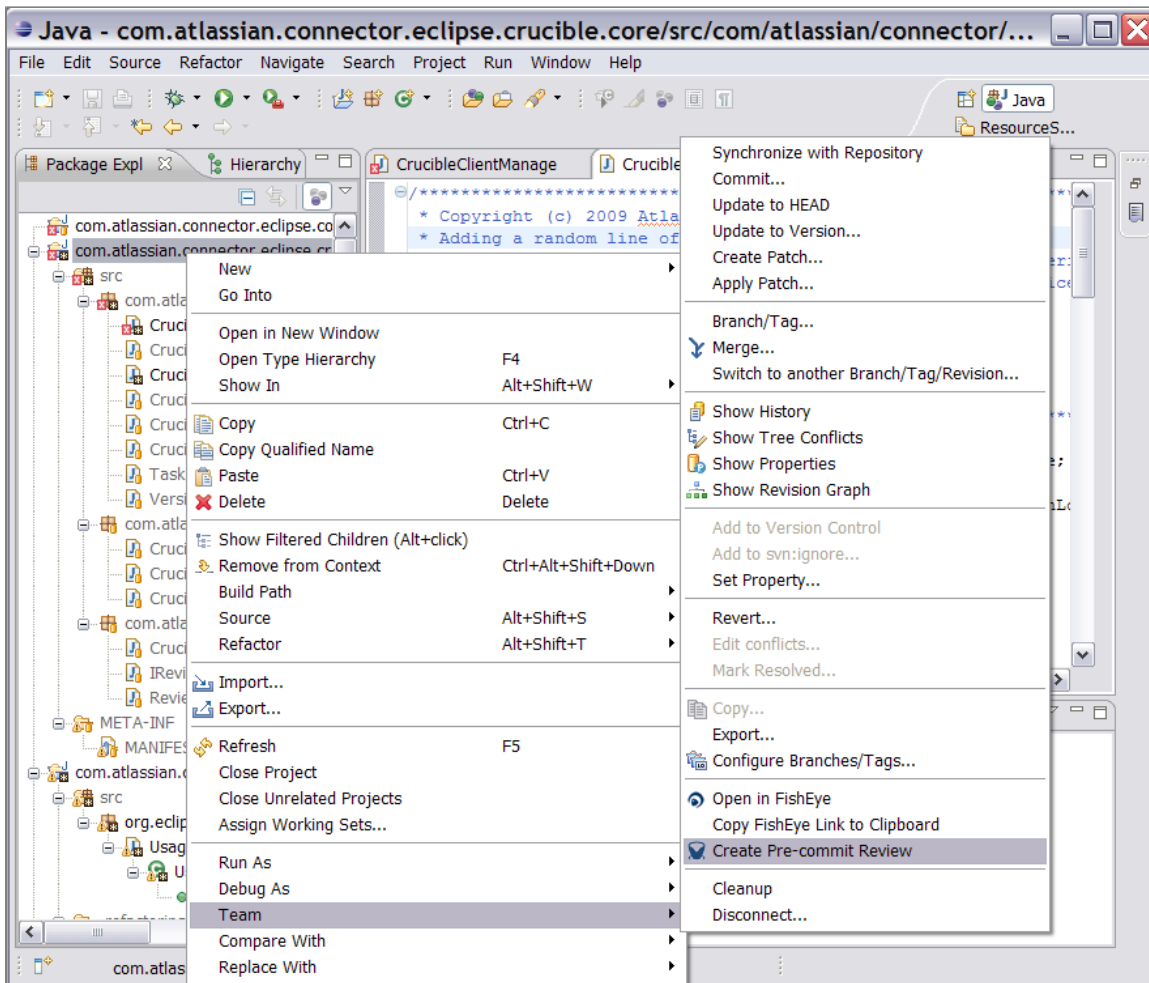 Java - com.atlassian.connector.eclipse.crucible.core/src/com/atlassian/connector/...
File Edit Source Refactor Navigate Search Project Run Window Help
Java
ResourceS...
Package Expl
Hierarchy
CrucibleClientManage
Crucible
com.atlassian.connector.eclipse.co
com.atlassian.connector.eclipse.cr
src
com.atla
Cruci
Cruci
Cruci
Cruci
Cruci
Cruci
Task
Versi
com.atla
Cruci
Cruci
Cruci
com.atla
Cruci
IRevi
Revie
META-INF
MANIFES
com.atlassian.c
src
org.eclip
Usag
U
/**************************
* Copyright (c) 2009 Atla
* Adding a random line of
New
Go Into
Open in New Window
Open Type Hierarchy F4
Show In Alt+Shift+W
Copy Ctrl+C
Copy Qualified Name
Paste Ctrl+V
Delete Delete
Show Filtered Children (Alt+click)
Remove from Context Ctrl+Alt+Shift+Down
Build Path
Source Alt+Shift+S
Refactor Alt+Shift+T
Import...
Export...
Refresh F5
Close Project
Close Unrelated Projects
Assign Working Sets...
Run As
Debug As
Team
Compare With
Replace With
Synchronize with Repository
Commit...
Update to HEAD
Update to Version...
Create Patch...
Apply Patch...
Branch/Tag...
Merge...
Switch to another Branch/Tag/Revision...
Show History
Show Tree Conflicts
Show Properties
Show Revision Graph
Add to Version Control
Add to svn:ignore...
Set Property...
Revert...
Edit conflicts...
Mark Resolved...
Copy...
Export...
Configure Branches/Tags...
Open in FishEye
Copy FishEye Link to Clipboard
Create Pre-commit Review
Cleanup
Disconnect...
com.atlas